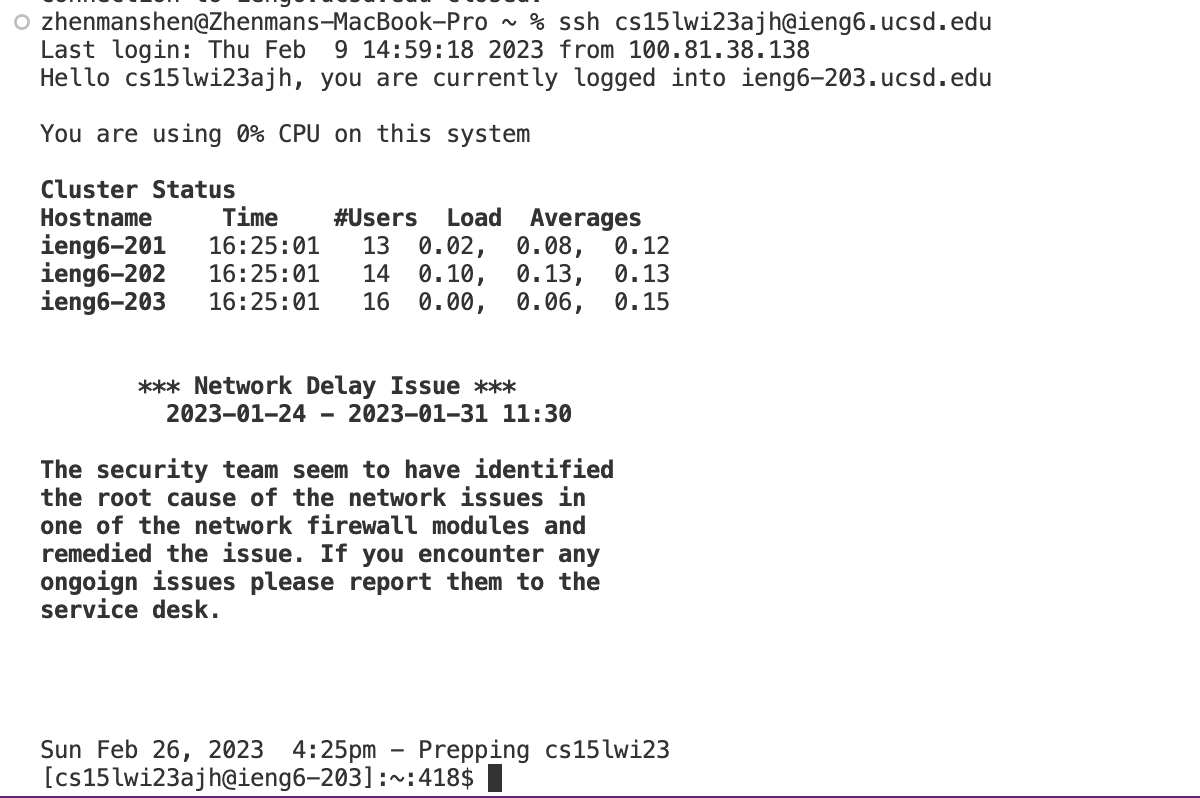 connection to ieng6.ucsd.edu closed.
zhenmanshen@Zhenmans-MacBook-Pro ~ % ssh cs15lwi23ajh@ieng6.ucsd.edu
Last login: Thu Feb  9 14:59:18 2023 from 100.81.38.138
Hello cs15lwi23ajh, you are currently logged into ieng6-203.ucsd.edu
You are using 0% CPU on this system
Cluster Status
Hostname     Time    #Users  Load  Averages
ieng6-201   16:25:01   13  0.02,  0.08,  0.12
ieng6-202   16:25:01   14  0.10,  0.13,  0.13
ieng6-203   16:25:01   16  0.00,  0.06,  0.15
*** Network Delay Issue ***
2023-01-24 - 2023-01-31 11:30
The security team seem to have identified
the root cause of the network issues in
one of the network firewall modules and
remedied the issue. If you encounter any
ongoign issues please report them to the
service desk.
Sun Feb 26, 2023  4:25pm - Prepping cs15lwi23
[cs15lwi23ajh@ieng6-203]:~:418$